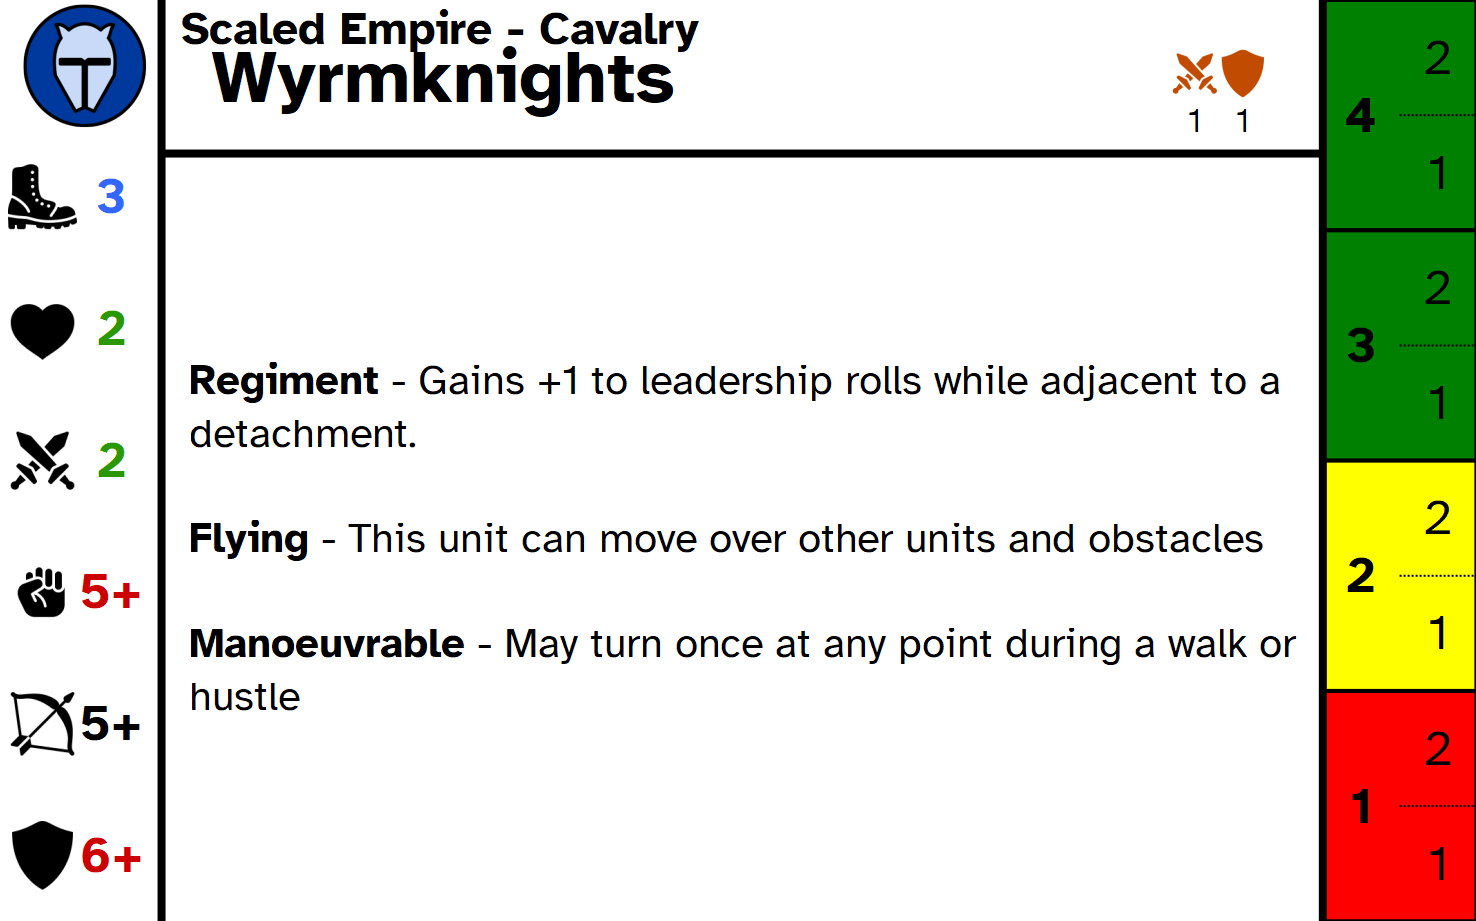 Scaled Empire - Cavalry
Wyrmknights
1 1
3
2
2
5+
5+
6+
Regiment - Gains +1 to leadership rolls while adjacent to a
detachment.
Flying - This unit can move over other units and obstacles
Manoeuvrable - May turn once at any point during a walk or
hustle
2
4
1
2
3
1
2
2
1
2
1
1